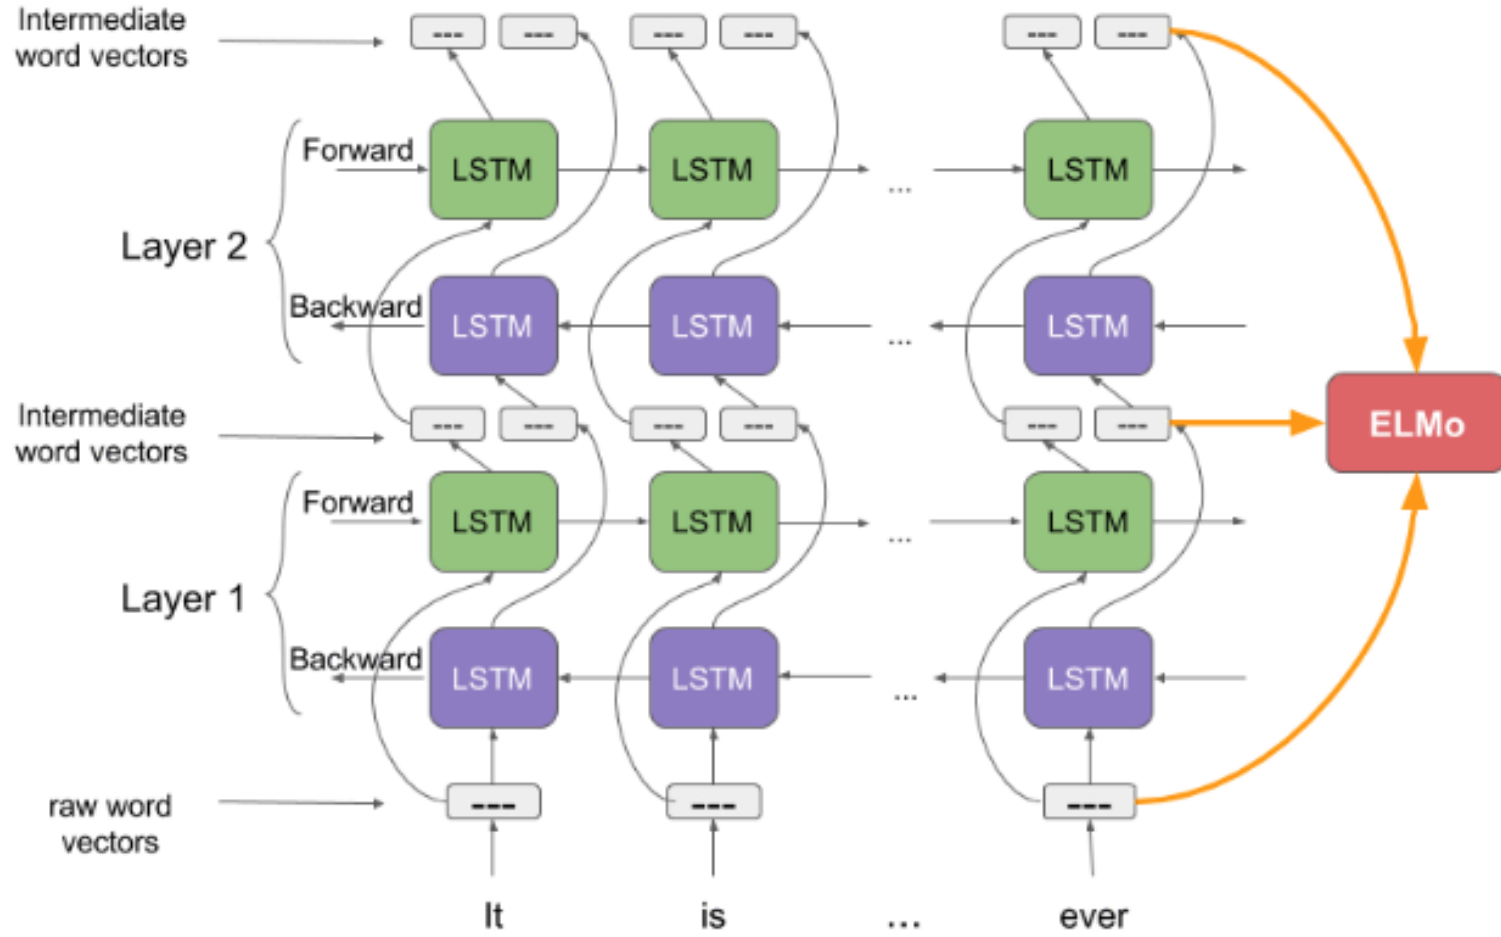 Intermediate
word vectors
--- --- --- --- --- ---
Forward
LSTM LSTM ... LSTM
Layer 2
Backward
LSTM LSTM ... LSTM
Intermediate
word vectors
--- --- --- --- --- ---
ELMo
Forward
LSTM LSTM ... LSTM
Layer 1
Backward
LSTM LSTM ... LSTM
raw word
vectors
--- --- ---
It is ... ever